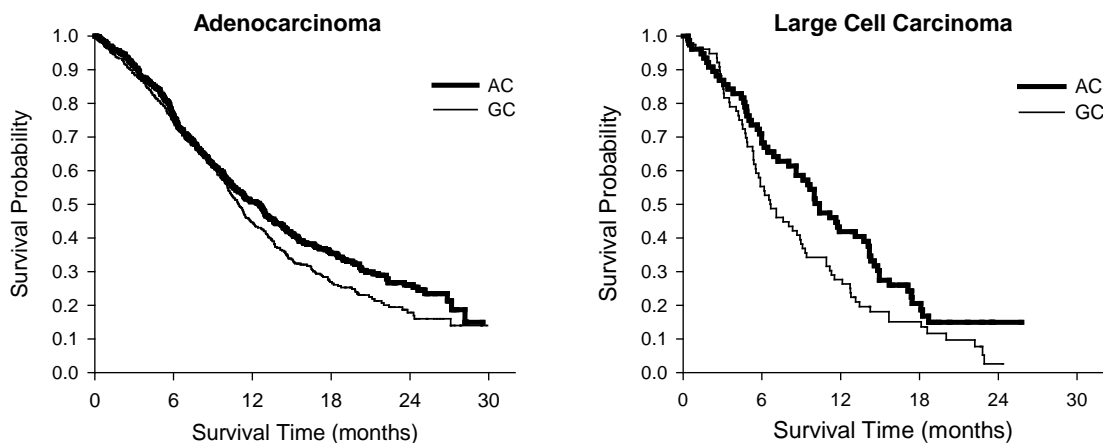 Adenocarcinoma
1.0
0.9
0.8
0.7
0.6
0.5
0.4
0.3
0.2
0.1
0.0
Survival Probability
AC
GC
0 6 12 18 24 30
Survival Time (months)
Large Cell Carcinoma
1.0
0.9
0.8
0.7
0.6
0.5
0.4
0.3
0.2
0.1
0.0
Survival Probability
AC
GC
0 6 12 18 24 30
Survival Time (months)